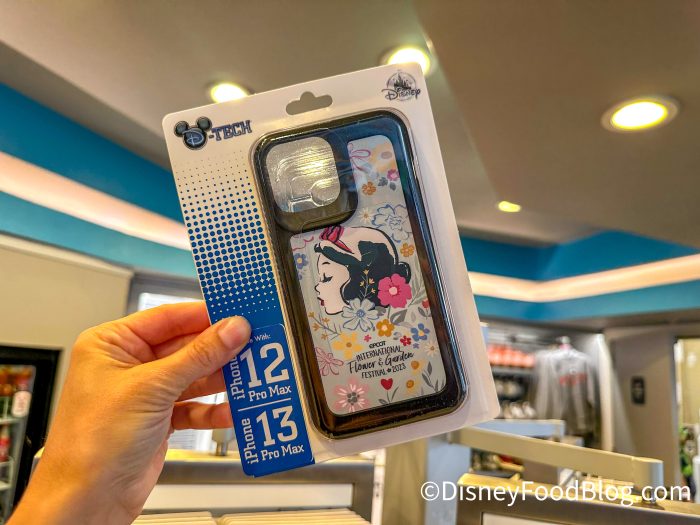 D-TECH
Disney
Use With:
iPhone
12
Pro Max
iPhone
13
Pro Max
EPCOT
INTERNATIONAL
Flower & Garden
FESTIVAL 2023
©DisneyFoodBlog.com